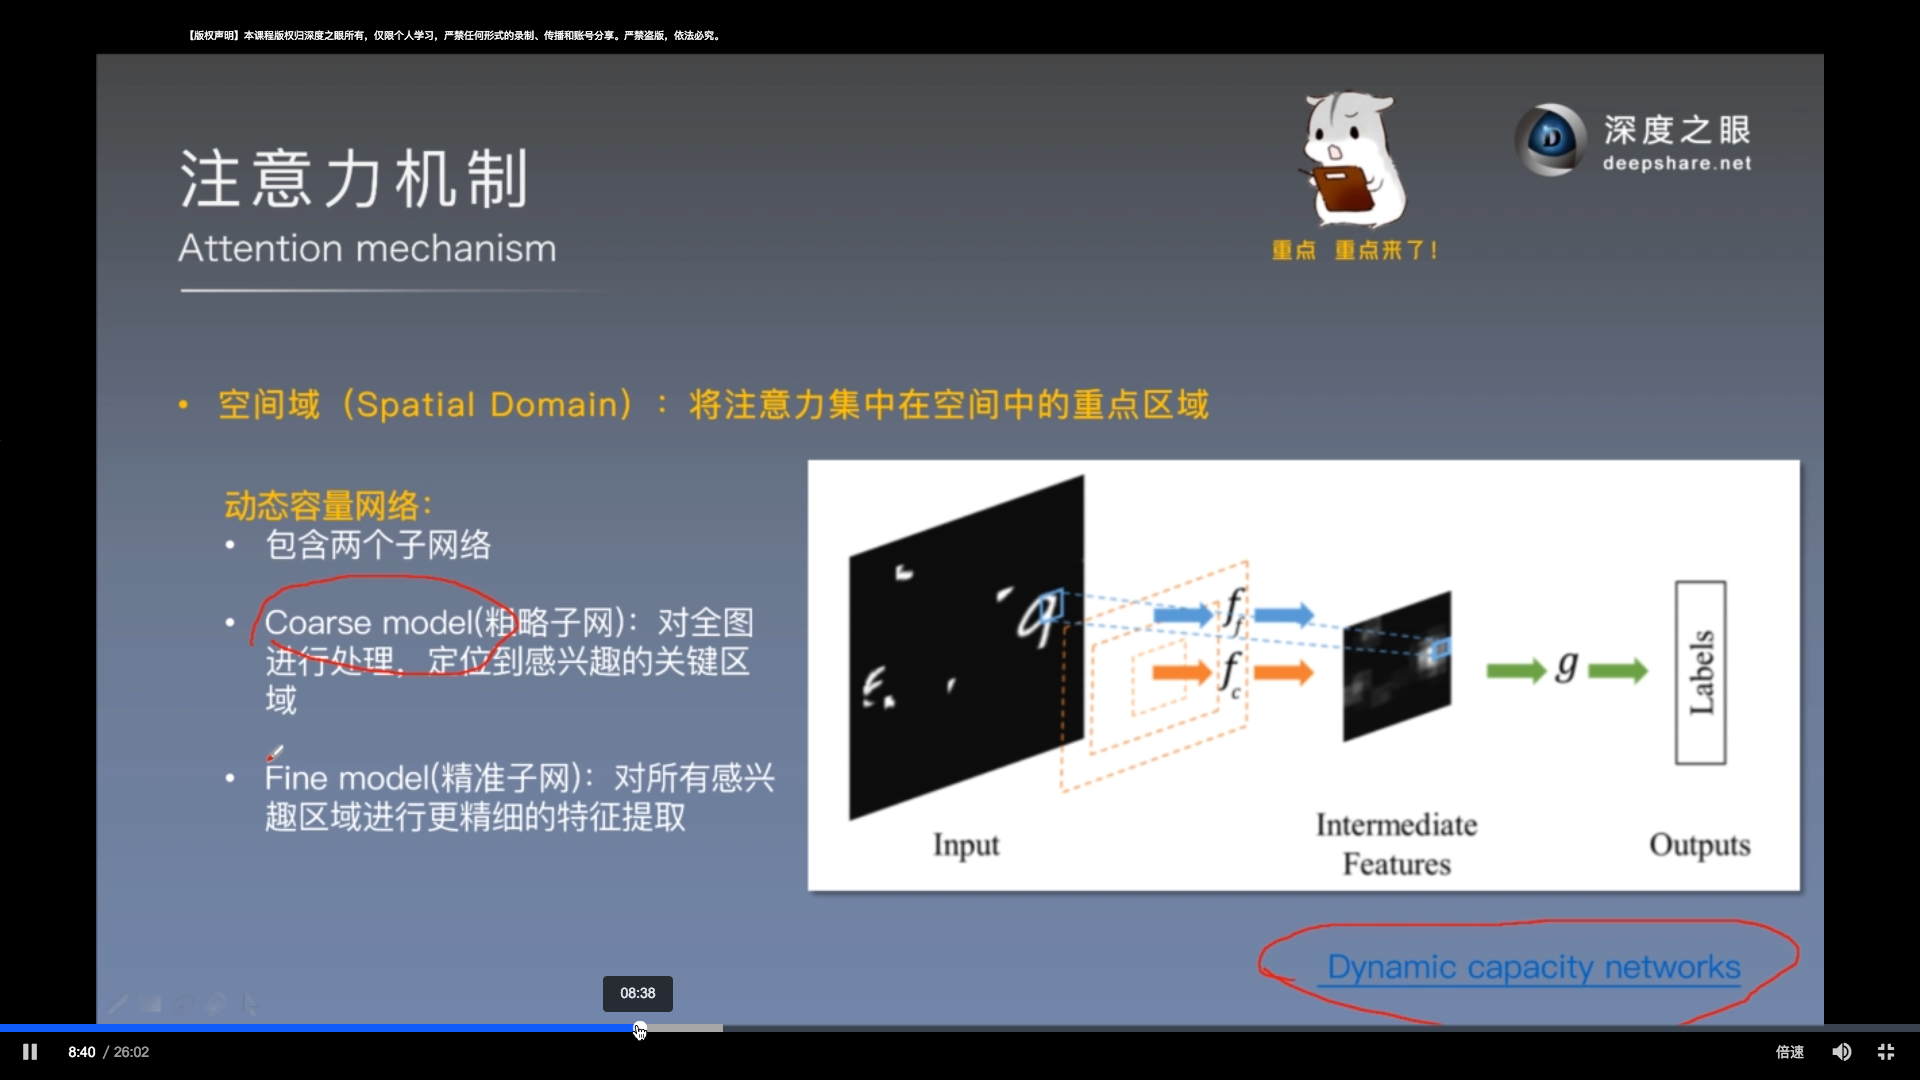 【版权声明】本课程版权归深度之眼所有，仅限个人学习，严禁任何形式的录制、传播和账号分享。严禁盗版，依法必究。
注意力机制
Attention mechanism
重点 重点来了！
D
深度之眼
deepshare.net
• 空间域（Spatial Domain）：将注意力集中在空间中的重点区域
动态容量网络：
• 包含两个子网络
• Coarse model(粗略子网)：对全图
进行处理，定位到感兴趣的关键区
域
• Fine model(精准子网)：对所有感兴
趣区域进行更精细的特征提取
9
f_f
f_c
g
Labels
Input
Intermediate
Features
Outputs
Dynamic capacity networks
08:38
8:40 / 26:02
倍速